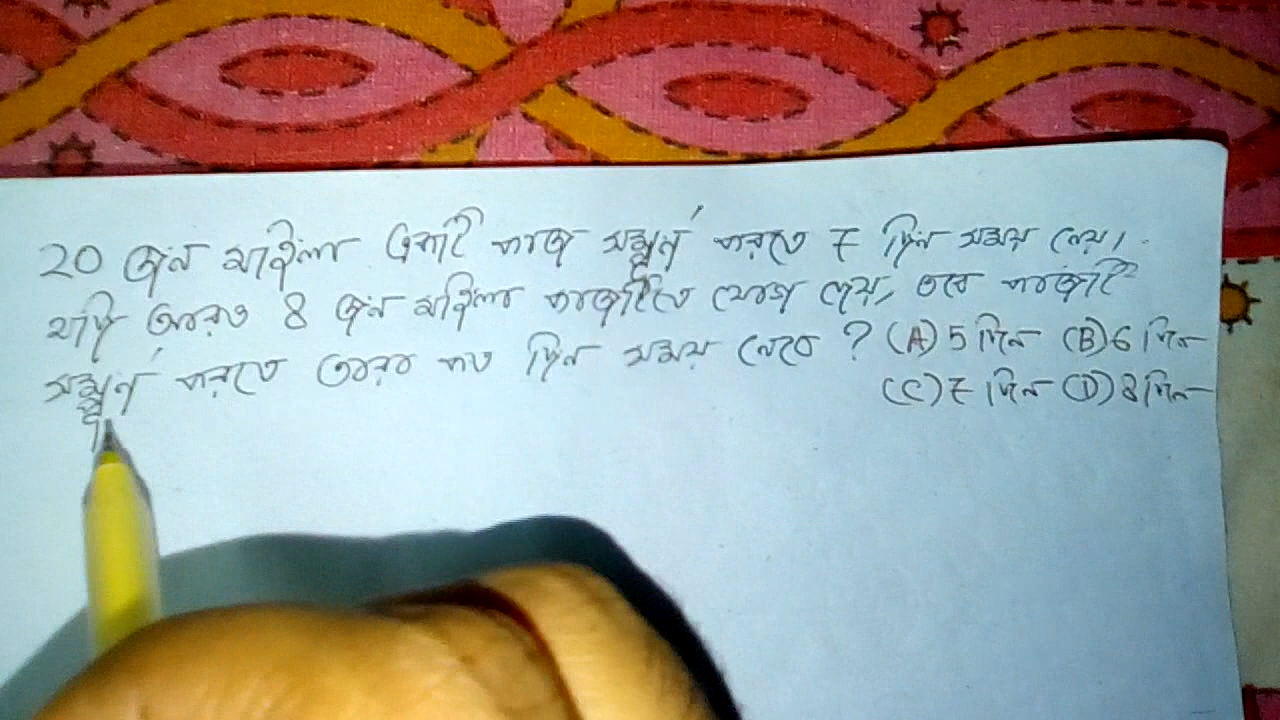 20 জন মহিলা একটি কাজ সম্পূর্ণ করতে 7 দিন সময় নেয়।
যদি আরও 8 জন মহিলা কাজটিতে যোগ দেয়, তবে কাজটি
সম্পূর্ণ করতে আরও কত দিন সময় নেবে ? (A) 5 দিন (B) 6 দিন
(C) 7 দিন (D) 8 দিন